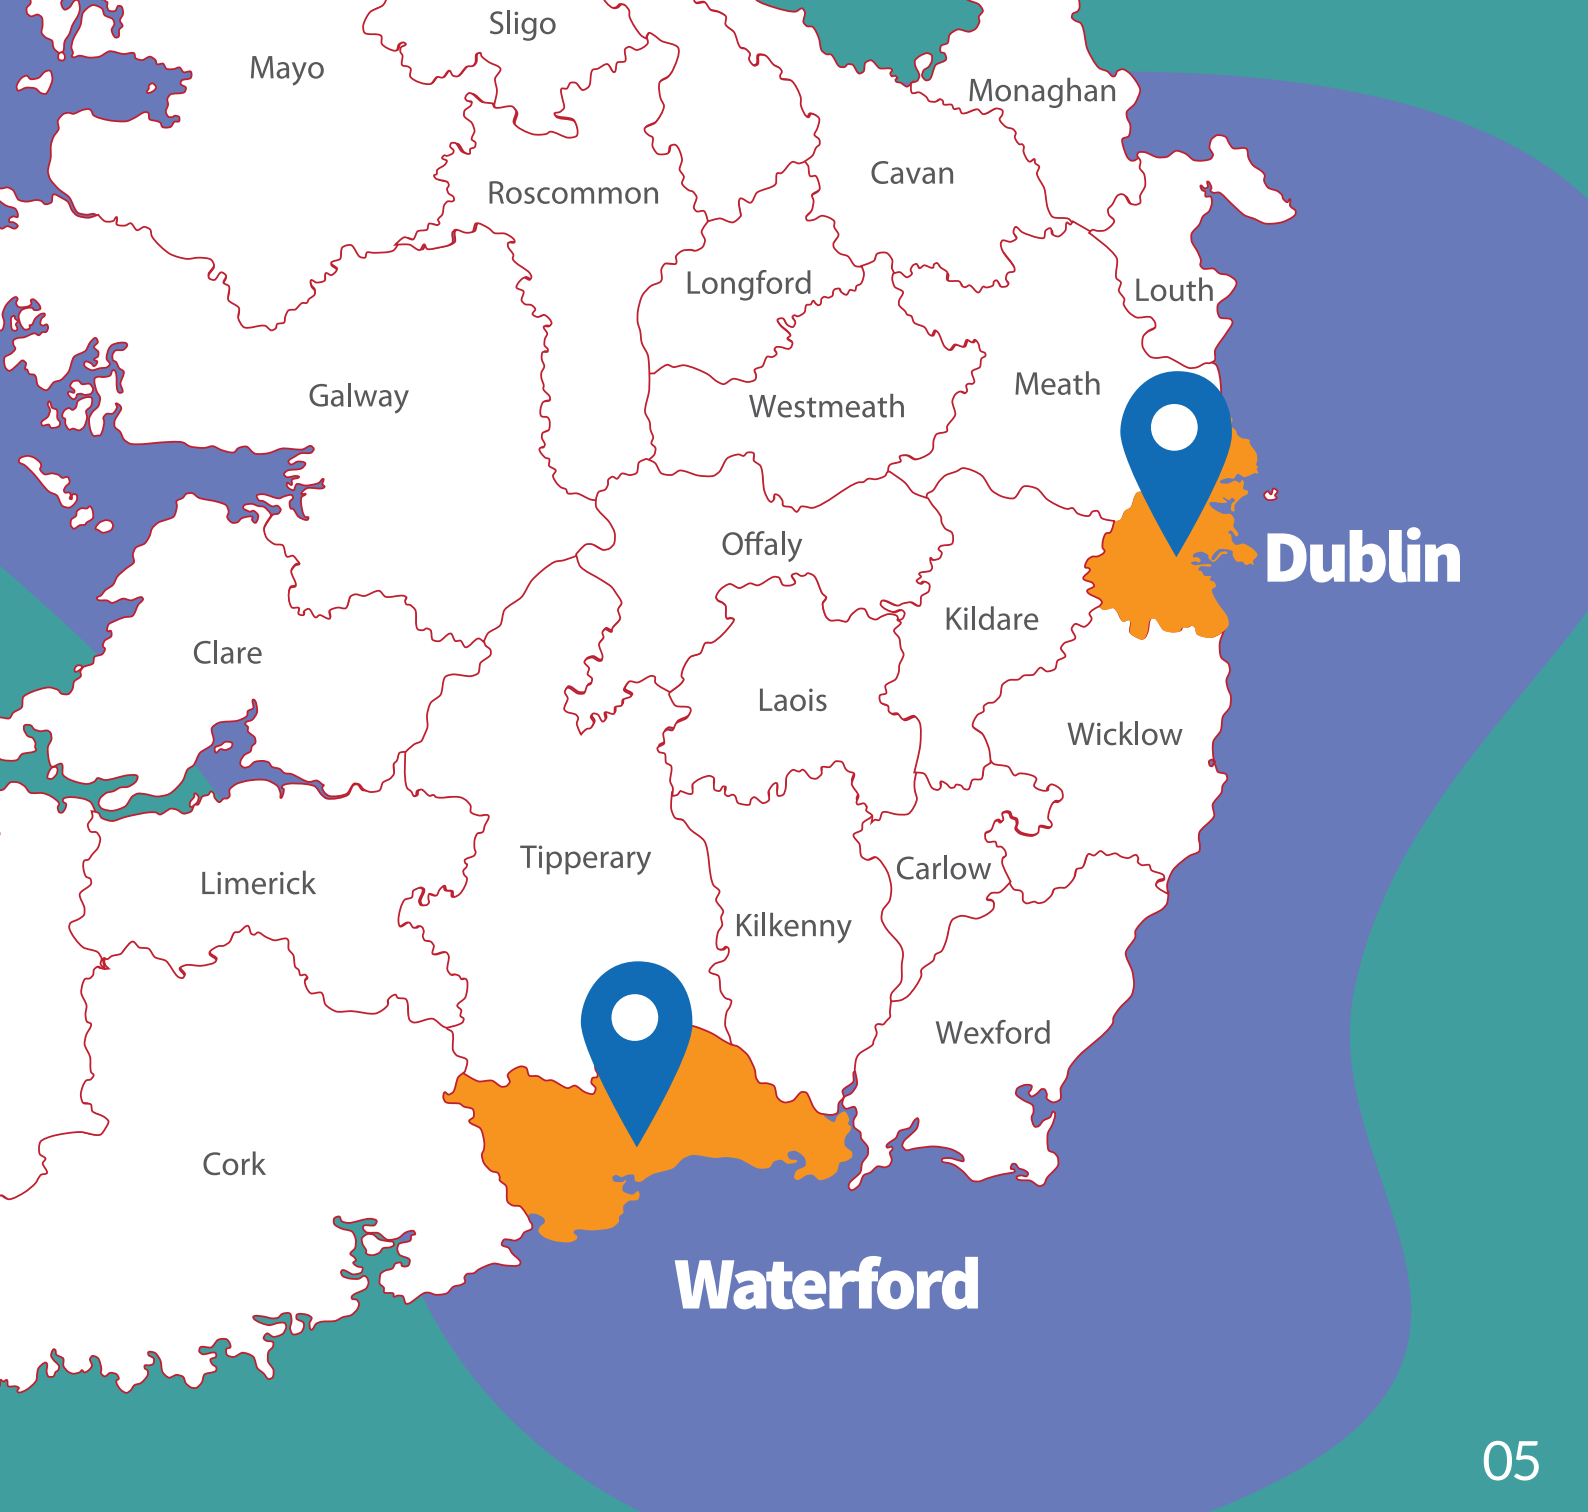 Sligo
Mayo
Monaghan
Cavan
Roscommon
Longford
Louth
Meath
Galway
Westmeath
Offaly
Dublin
Kildare
Clare
Laois
Wicklow
Tipperary
Carlow
Limerick
Kilkenny
Wexford
Cork
Waterford
05